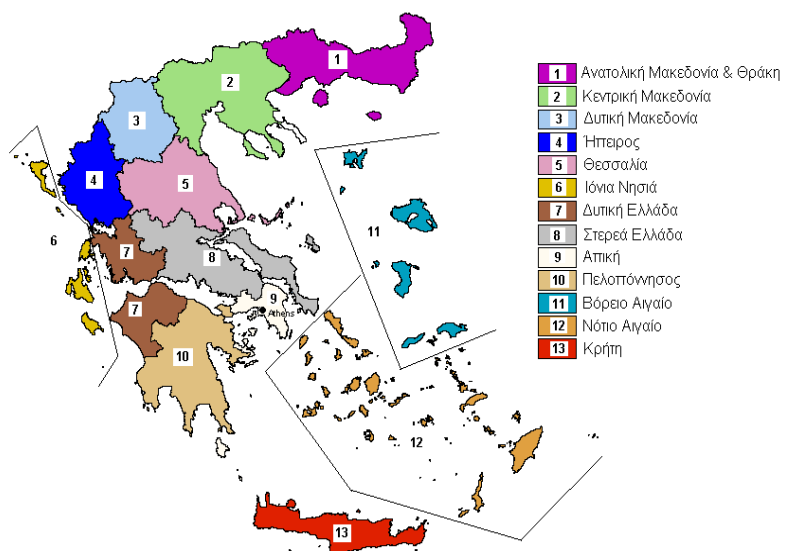 1
2
3
4
5
6
7
8
7
9
Athens
10
11
12
13
1 Ανατολική Μακεδονία & Θράκη
2 Κεντρική Μακεδονία
3 Δυτική Μακεδονία
4 Ήπειρος
5 Θεσσαλία
6 Ιόνια Νησιά
7 Δυτική Ελλάδα
8 Στερεά Ελλάδα
9 Αττική
10 Πελοπόννησος
11 Βόρειο Αιγαίο
12 Νότιο Αιγαίο
13 Κρήτη